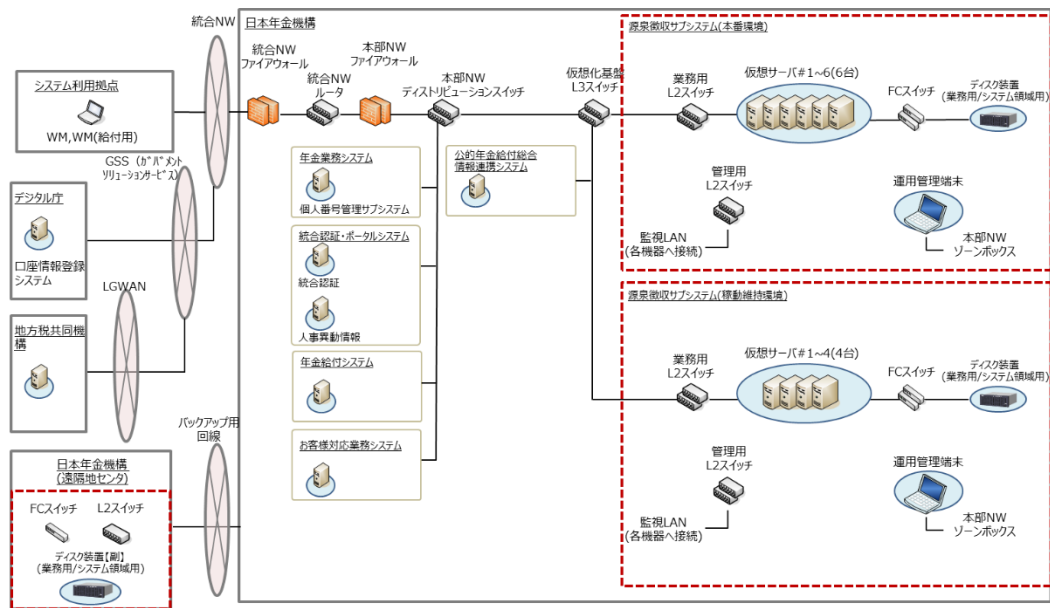 統合NW
日本年金機構
システム利用拠点
WM,WM(給付用)
GSS（ｶﾞﾊﾞﾒﾝﾄ
ｿﾘｭｰｼｮﾝｻｰﾋﾞｽ）
デジタル庁
口座情報登録
システム
LGWAN
地方税共同機
構
バックアップ用
回線
日本年金機構
(遠隔地センタ)
FCスイッチ
L2スイッチ
ディスク装置【副】
(業務用/システム領域用)
統合NW
ファイアウォール
統合NW
ルータ
本部NW
ファイアウォール
本部NW
ディストリビューションスイッチ
仮想化基盤
L3スイッチ
年金業務システム
個人番号管理サブシステム
公的年金給付総合
情報連携システム
統合認証・ポータルシステム
統合認証
人事異動情報
年金給付システム
お客様対応業務システム
源泉徴収サブシステム(本番環境)
業務用
L2スイッチ
仮想サーバ#1~6(6台)
FCスイッチ
ディスク装置
(業務用/システム領域用)
管理用
L2スイッチ
監視LAN
(各機器へ接続)
運用管理端末
本部NW
ゾーンボックス
源泉徴収サブシステム(稼動維持環境)
業務用
L2スイッチ
仮想サーバ#1~4(4台)
FCスイッチ
ディスク装置
(業務用/システム領域用)
管理用
L2スイッチ
監視LAN
(各機器へ接続)
運用管理端末
本部NW
ゾーンボックス